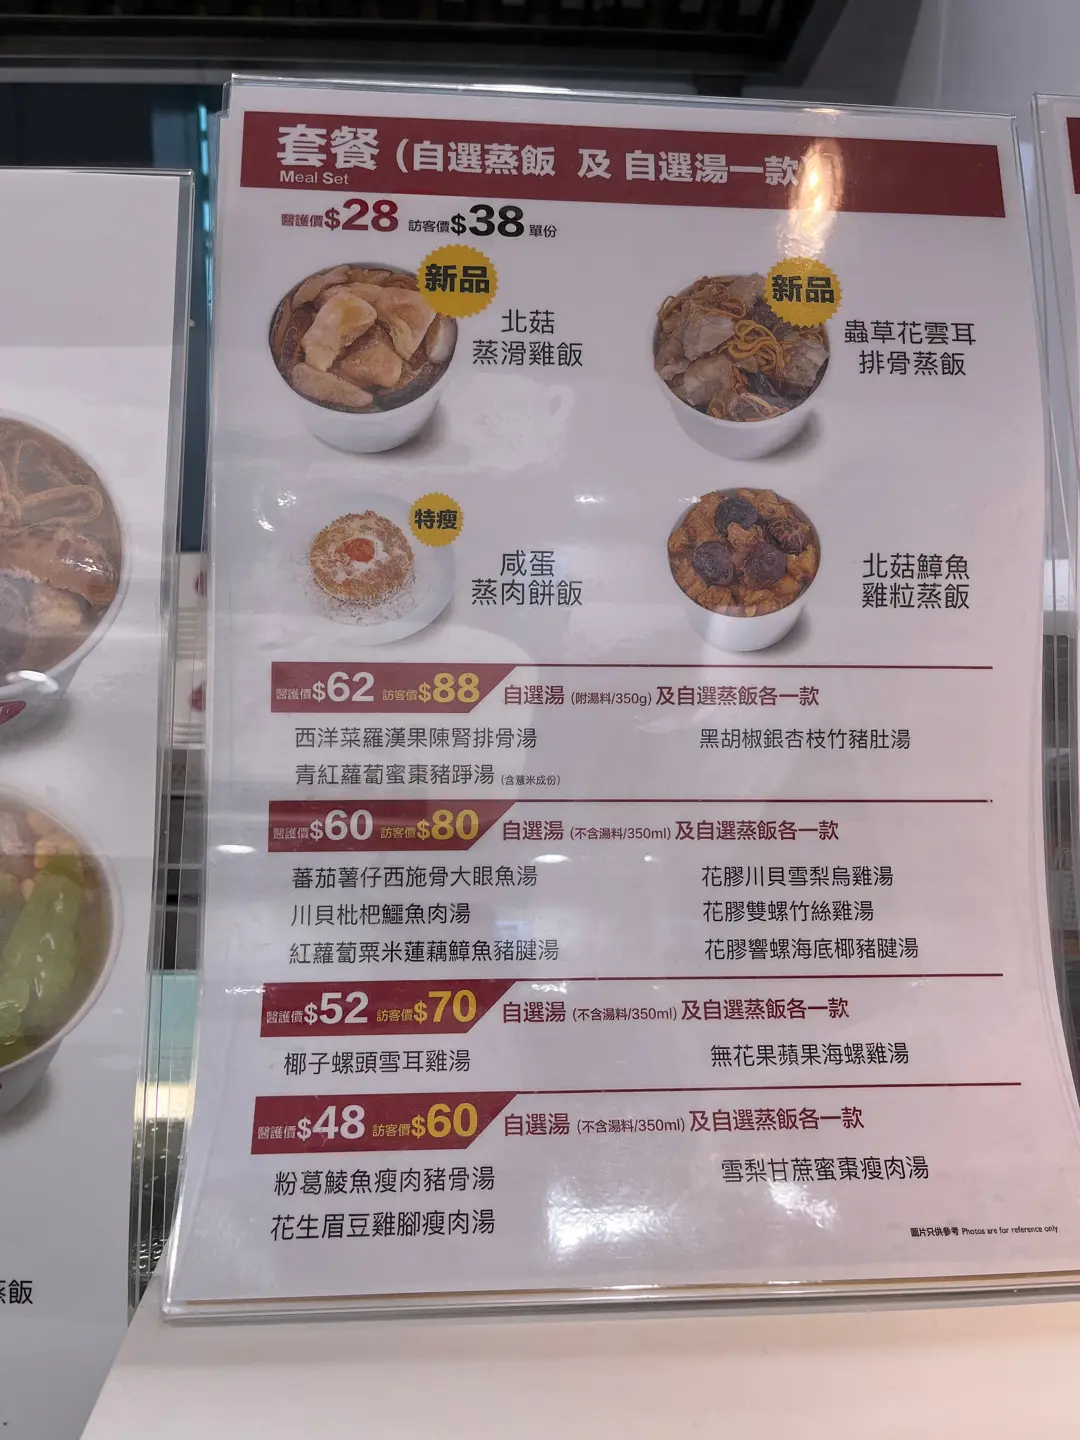 套餐 (自選蒸飯 及 自選湯一款)
Meal Set
醫護價$28 訪客價$38 單份
新品
北菇
蒸滑雞飯
新品
蟲草花雲耳
排骨蒸飯
特瘦
咸蛋
蒸肉餅飯
北菇鱆魚
雞粒蒸飯
醫護價$62 訪客價$88 自選湯 (附湯料/350g) 及自選蒸飯各一款
西洋菜羅漢果陳腎排骨湯
黑胡椒銀杏枝竹豬肚湯
青紅蘿蔔蜜棗豬踭湯 (含薏米成份)
醫護價$60 訪客價$80 自選湯 (不含湯料/350ml) 及自選蒸飯各一款
蕃茄薯仔西施骨大眼魚湯
花膠川貝雪梨烏雞湯
川貝枇杷鱷魚肉湯
花膠雙螺竹絲雞湯
紅蘿蔔粟米蓮藕鱆魚豬腱湯
花膠響螺海底椰豬腱湯
醫護價$52 訪客價$70 自選湯 (不含湯料/350ml) 及自選蒸飯各一款
椰子螺頭雪耳雞湯
無花果蘋果海螺雞湯
醫護價$48 訪客價$60 自選湯 (不含湯料/350ml) 及自選蒸飯各一款
粉葛鯪魚瘦肉豬骨湯
雪梨甘蔗蜜棗瘦肉湯
花生眉豆雞腳瘦肉湯
圖片只供參考 Photos are for reference only
飯